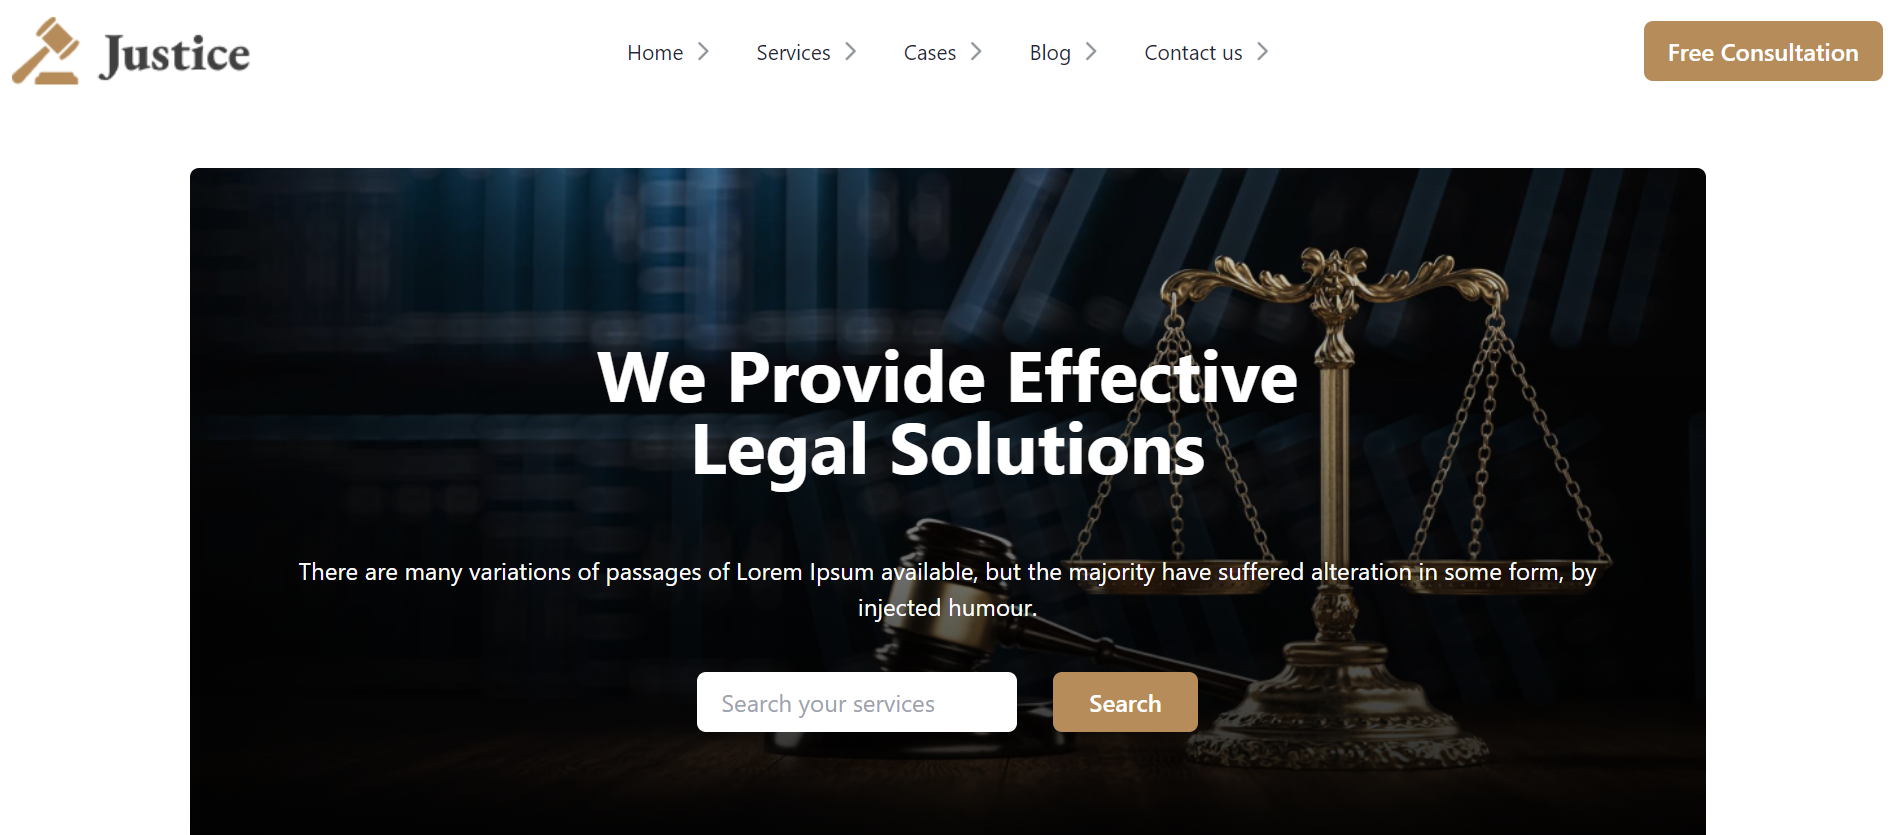 Justice
Home
Services
Cases
Blog
Contact us
Free Consultation
We Provide Effective
Legal Solutions
There are many variations of passages of Lorem Ipsum available, but the majority have suffered alteration in some form, by
injected humour.
Search your services
Search